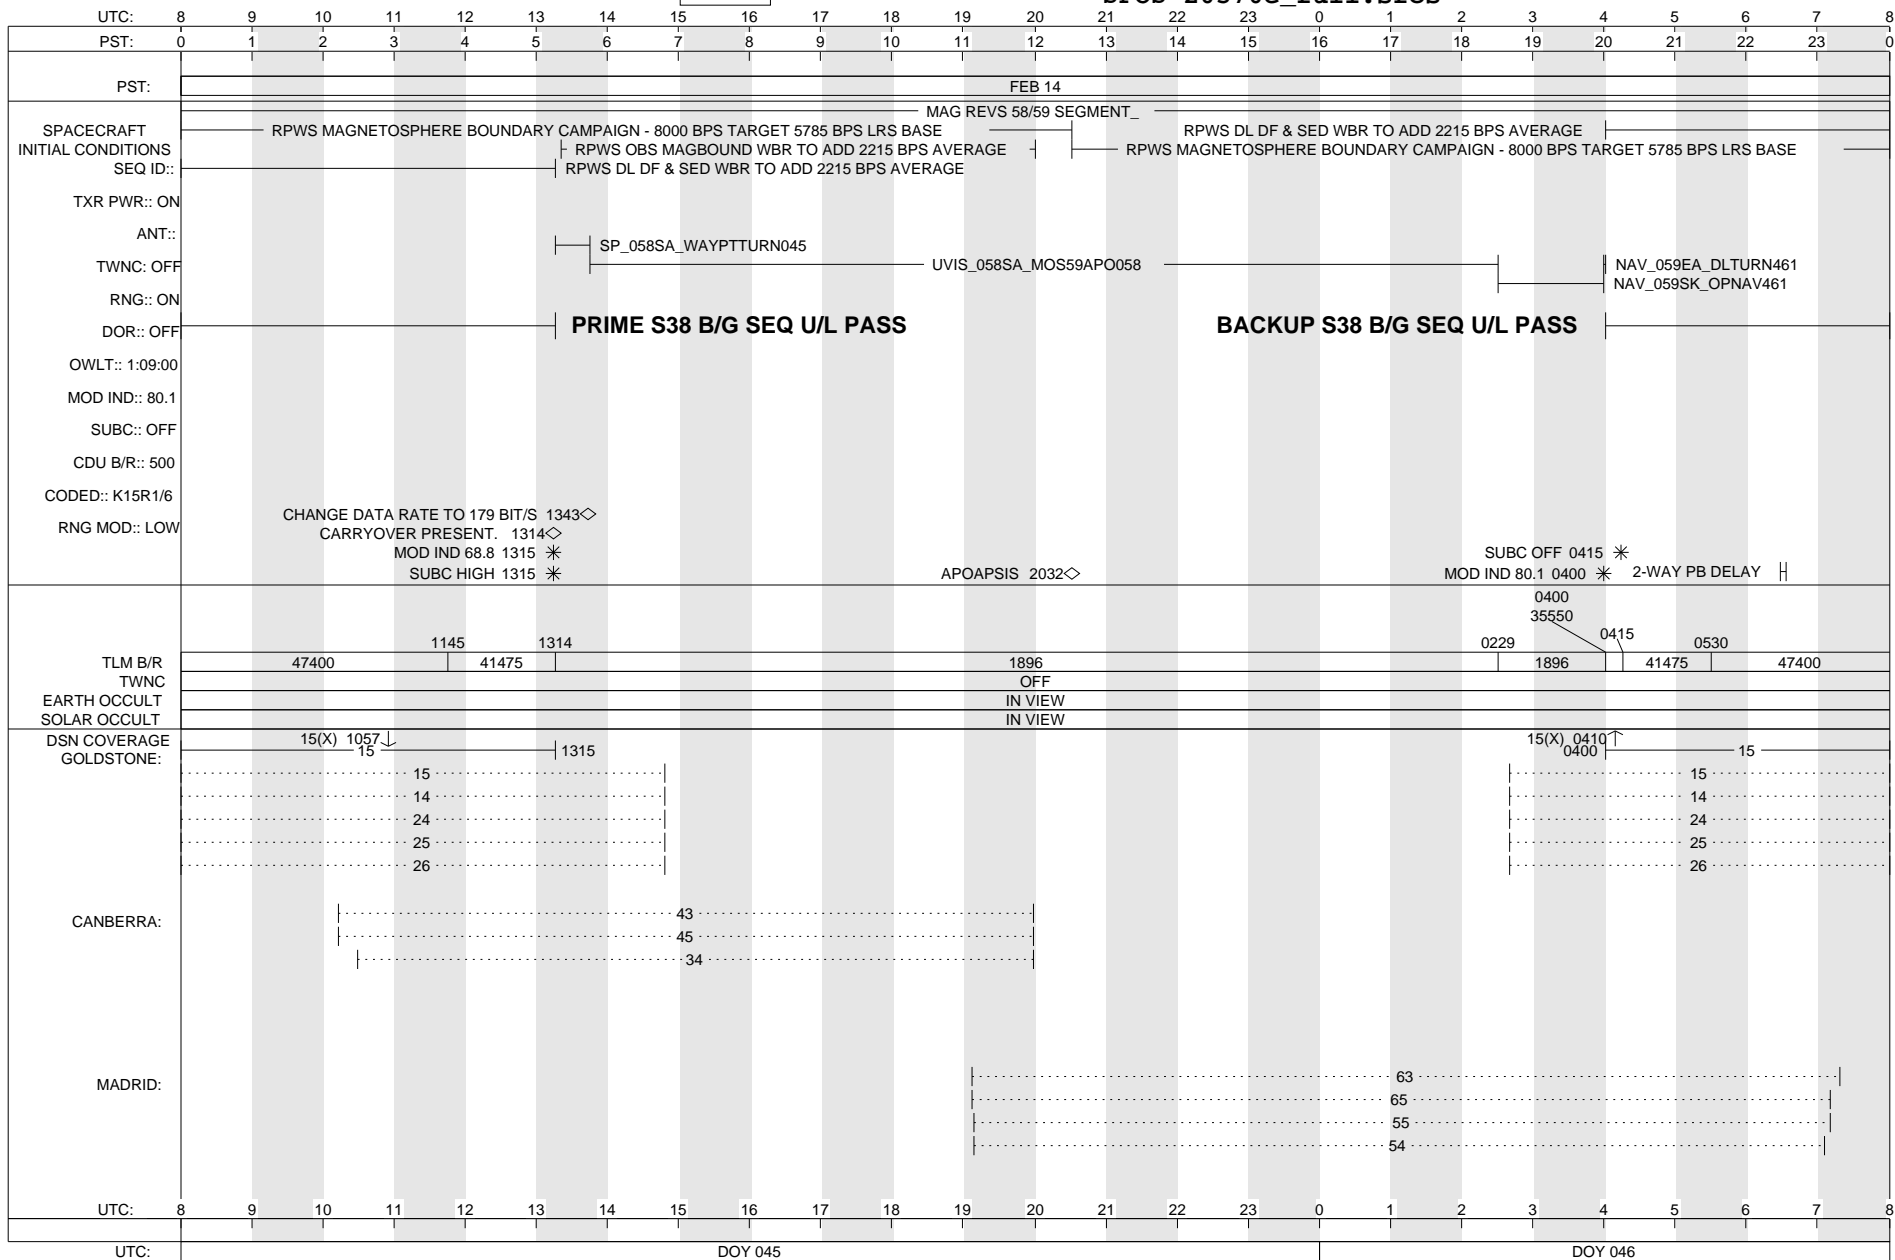 UTC: 8 9 10 11 12 13 14 15 16 17 18 19 20 21 22 23 0 1 2 3 4 5 6 7 8
PST: 0 1 2 3 4 5 6 7 8 9 10 11 12 13 14 15 16 17 18 19 20 21 22 23 0
PST: FEB 14
MAG REVS 58/59 SEGMENT_
SPACECRAFT RPWS MAGNETOSPHERE BOUNDARY CAMPAIGN - 8000 BPS TARGET 5785 BPS LRS BASE RPWS DL DF & SED WBR TO ADD 2215 BPS AVERAGE
INITIAL CONDITIONS RPWS OBS MAGBOUND WBR TO ADD 2215 BPS AVERAGE RPWS MAGNETOSPHERE BOUNDARY CAMPAIGN - 8000 BPS TARGET 5785 BPS LRS BASE
SEQ ID:: RPWS DL DF & SED WBR TO ADD 2215 BPS AVERAGE
TXR PWR:: ON
ANT::
SP_058SA_WAYPTTURN045
TWNC: OFF UVIS_058SA_MOS59APO058 NAV_059EA_DLTURN461
NAV_059SK_OPNAV461
RNG:: ON
DOR:: OFF PRIME S38 B/G SEQ U/L PASS BACKUP S38 B/G SEQ U/L PASS
OWLT:: 1:09:00
MOD IND:: 80.1
SUBC:: OFF
CDU B/R:: 500
CODED:: K15R1/6
CHANGE DATA RATE TO 179 BIT/S 1343
RNG MOD:: LOW
CARRYOVER PRESENT. 1314
MOD IND 68.8 1315 SUBC OFF 0415
SUBC HIGH 1315 APOAPSIS 2032 MOD IND 80.1 0400 2-WAY PB DELAY
0400
35550
1145 1314 0229 0415 0530
TLM B/R 47400 41475 1896 1896 41475 47400
TWNC OFF
EARTH OCCULT IN VIEW
SOLAR OCCULT IN VIEW
DSN COVERAGE 15(X) 1057 15(X) 0410
GOLDSTONE: 15 1315 0400 15
15 15
14 14
24 24
25 25
26 26
CANBERRA: 43
45
34
MADRID: 63
65
55
54
UTC: 8 9 10 11 12 13 14 15 16 17 18 19 20 21 22 23 0 1 2 3 4 5 6 7 8
UTC: DOY 045 DOY 046